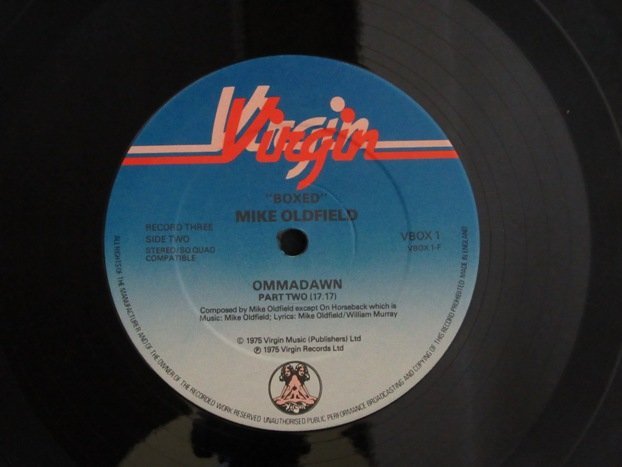 Virgin
"BOXED"
MIKE OLDFIELD
RECORD THREE
SIDE TWO
STEREO/SQ QUAD
COMPATIBLE
VBOX 1
VBOX 1-F
OMMADAWN
PART TWO (17:17)
Composed by Mike Oldfield except On Horseback which is
Music: Mike Oldfield; Lyrics: Mike Oldfield/William Murray
© 1975 Virgin Music (Publishers) Ltd
℗ 1975 Virgin Records Ltd
ALL RIGHTS OF THE MANUFACTURER AND OF THE OWNER OF THE RECORDED WORK RESERVED UNAUTHORISED PUBLIC PERFORMANCE BROADCASTING AND COPYING OF THIS RECORD PROHIBITED MADE IN ENGLAND